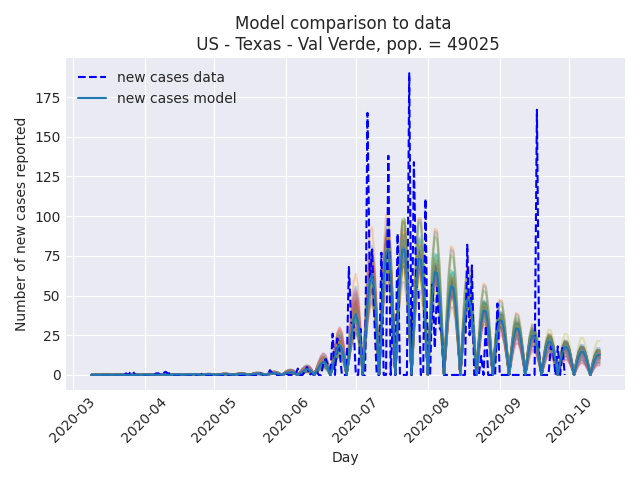 Model comparison to data
US - Texas - Val Verde, pop. = 49025
new cases data
new cases model
Number of new cases reported
175
150
125
100
75
50
25
0
2020-03
2020-04
2020-05
2020-06
2020-07
2020-08
2020-09
2020-10
Day